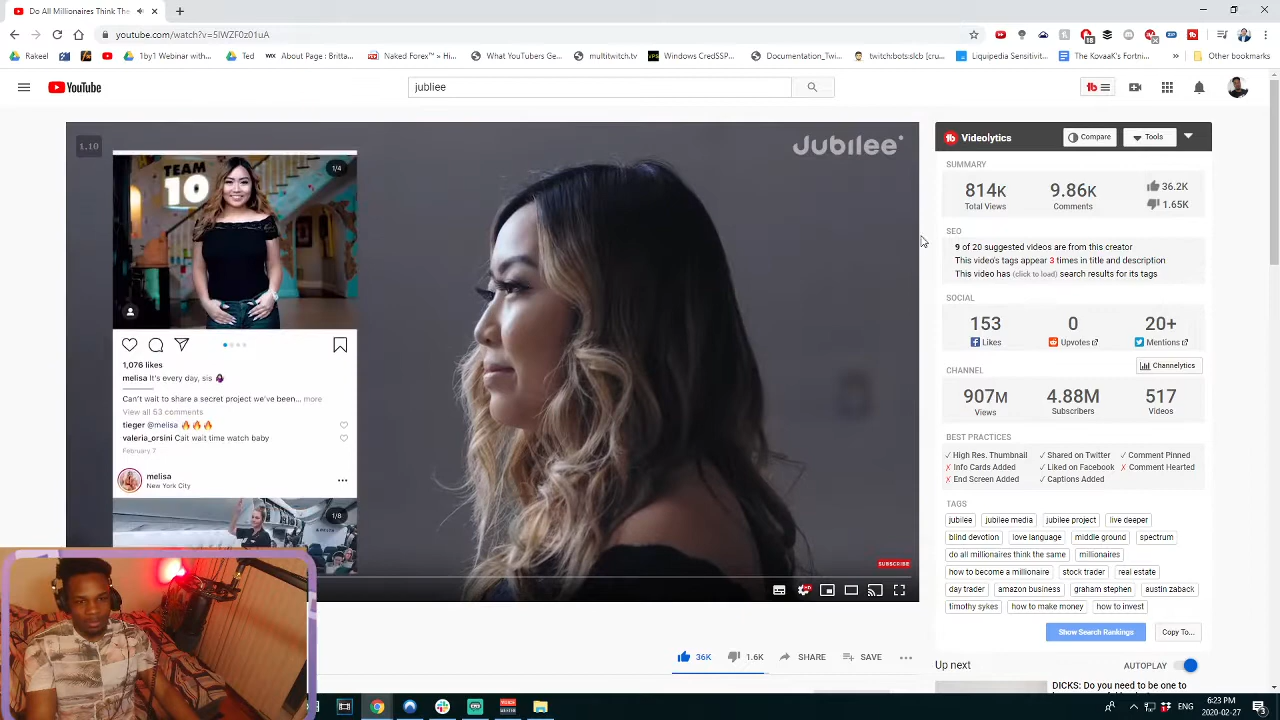 Do All Millionaires Think The
youtube.com/watch?v=5IWZF0z01uA
Rakeel
1by1 Webinar with...
Ted
About Page : Britta...
Naked Forex™ | H...
What YouTubers Ge...
multitwitch.tv
Windows CredSSP...
Documentation_Twi...
twitchbotslcb [cru...
Liquipedia Sensitivi...
The KovaaK's Fortni...
»
Other bookmarks
YouTube
jubliee
1.10
jubilee
TEAM
10
1/4
1,076 likes
melisa It's every day, sis
Can't wait to share a secret project we've been... more
View all 53 comments
tieger @melisa 🔥🔥🔥
valeria_orsini Cait wait time watch baby
February 7
melisa
New York City
1/8
SUBSCRIBE
36K
1.6K
SHARE
SAVE
Videolytics
Compare
Tools
SUMMARY
814K
Total Views
9.86K
Comments
36.2K
1.65K
SEO
9 of 20 suggested videos are from this creator
This video's tags appear 3 times in title and description
This video has (click to load) search results for its tags
SOCIAL
153
Likes
0
Upvotes
20+
Mentions
CHANNEL
Channelytics
907M
Views
4.88M
Subscribers
517
Videos
BEST PRACTICES
✓ High Res. Thumbnail
✓ Shared on Twitter
✓ Comment Pinned
✗ Info Cards Added
✓ Liked on Facebook
✗ Comment Hearted
✗ End Screen Added
✓ Captions Added
TAGS
jubilee
jubilee media
jubilee project
live deeper
blind devotion
love language
middle ground
spectrum
do all millionaires think the same
millionaires
how to become a millionaire
stock trader
real estate
day trader
amazon business
graham stephen
austin zaback
timothy sykes
how to make money
how to invest
Show Search Rankings
Copy To...
Up next
AUTOPLAY
DICKS: Do you need to be one to
ENG
6:23 PM
2020-02-27